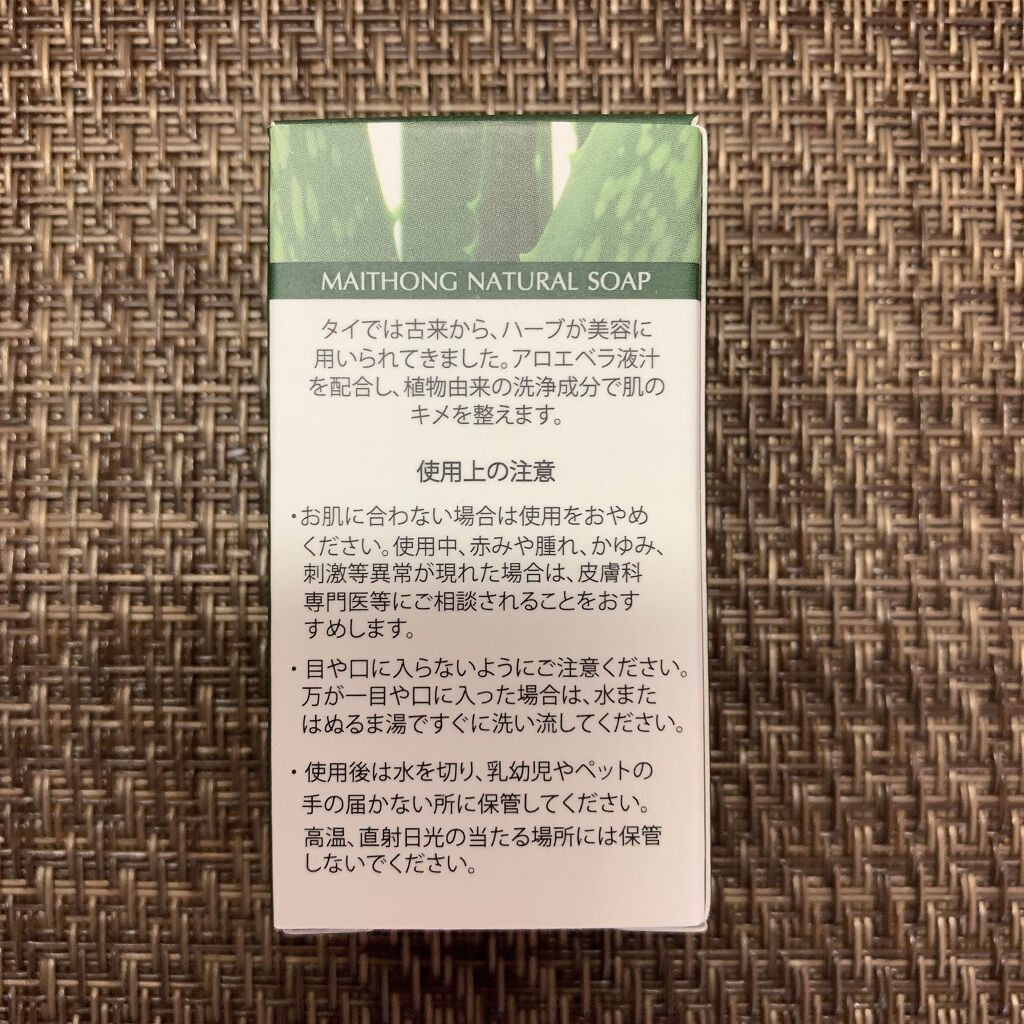 MAITHONG NATURAL SOAP
タイでは古来から、ハーブが美容に
用いられてきました。アロエベラ液汁
を配合し、植物由来の洗浄成分で肌の
キメを整えます。
使用上の注意
・お肌に合わない場合は使用をおやめ
ください。使用中、赤みや腫れ、かゆみ、
刺激等異常が現れた場合は、皮膚科
専門医等にご相談されることをおす
すめします。
・目や口に入らないようにご注意ください。
万が一目や口に入った場合は、水また
はぬるま湯ですぐに洗い流してください。
・使用後は水を切り、乳幼児やペットの
手の届かない所に保管してください。
高温、直射日光の当たる場所には保管
しないでください。